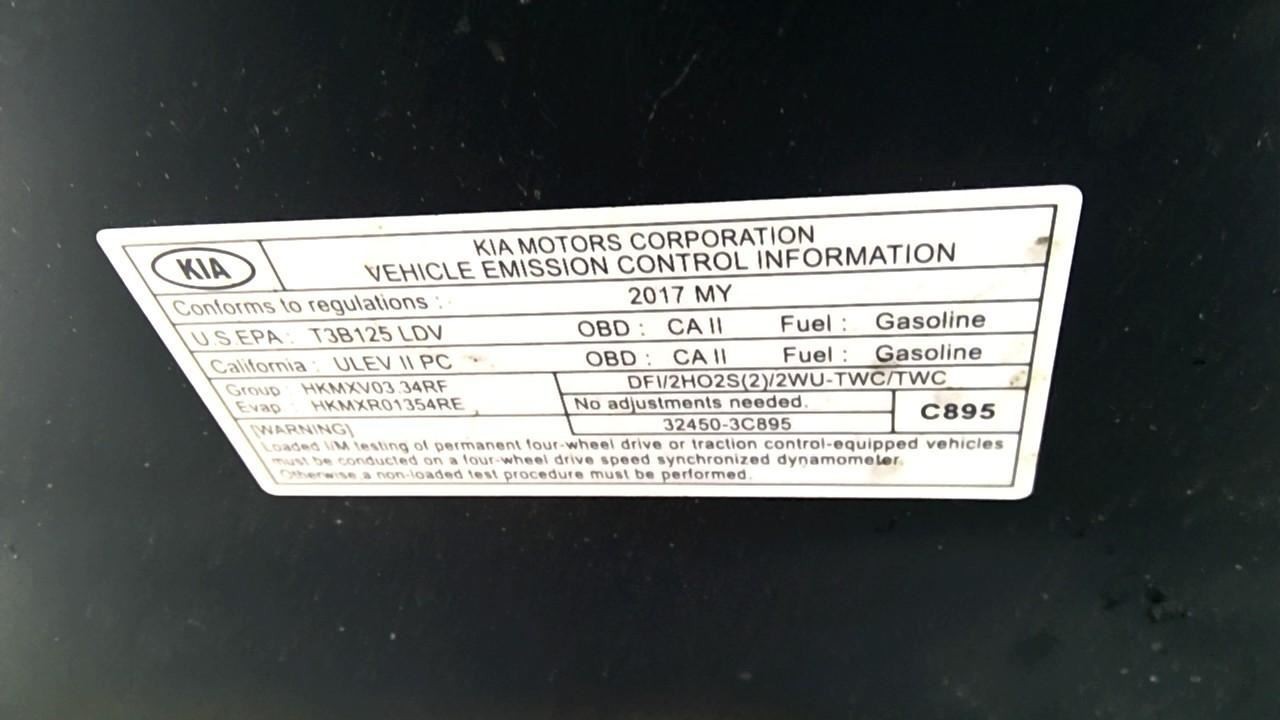 KIA
KIA MOTORS CORPORATION
VEHICLE EMISSION CONTROL INFORMATION
Conforms to regulations : 2017 MY
U.S.EPA : T3B125 LDV OBD : CA II Fuel : Gasoline
California : ULEV II PC OBD : CA II Fuel : Gasoline
Group : HKMXV03.34RF
Evap : HKMXR01354RE
DFI/2HO2S(2)/2WU-TWC/TWC
No adjustments needed.
32450-3C895
C895
[WARNING]
Loaded I/M testing of permanent four-wheel drive or traction control-equipped vehicles
must be conducted on a four-wheel drive speed synchronized dynamometer.
Otherwise a non-loaded test procedure must be performed.